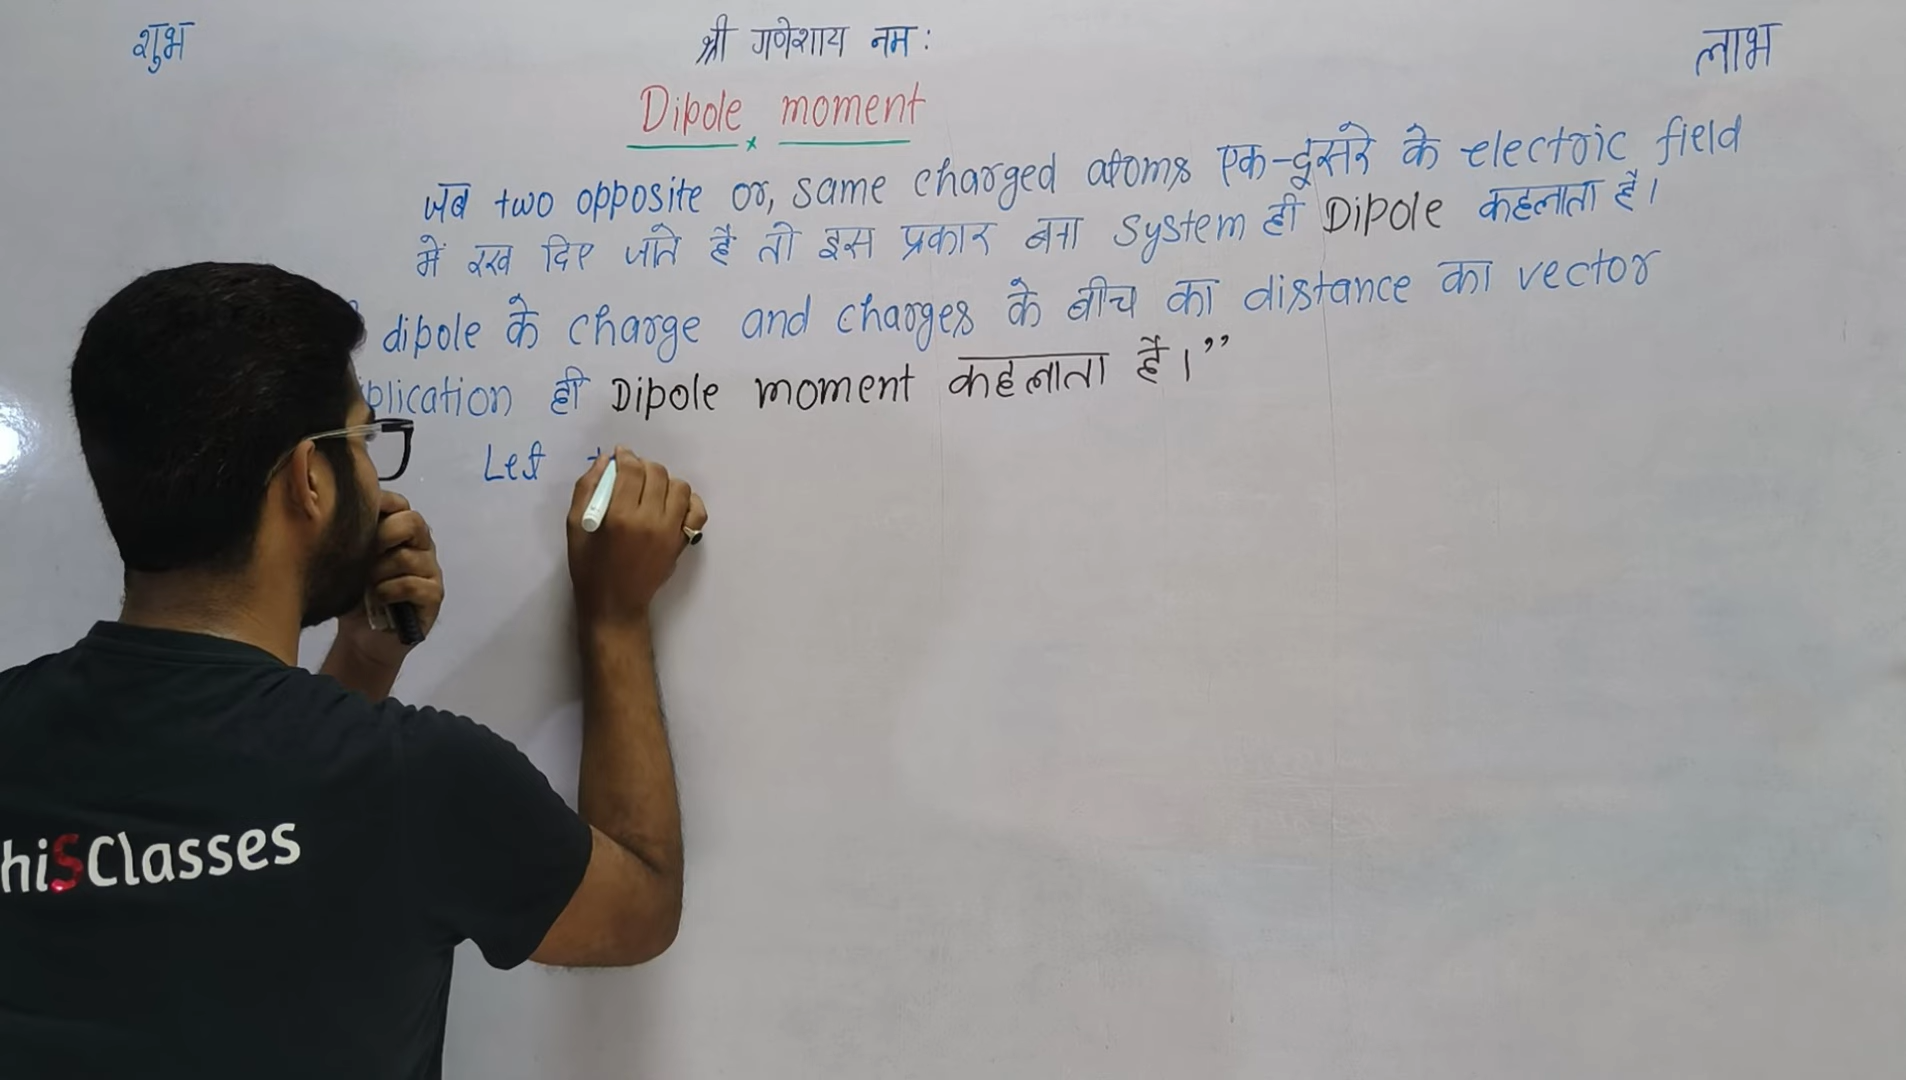 शुभ श्री गणेशाय नमः लाभ
Dipole moment
जब two opposite or, same charged atoms एक-दूसरे के electric field
में रख दिए जाते है तो इस प्रकार बना system ही Dipole कहलाता है।
dipole के charge and charges के बीच का distance का vector
plication ही Dipole moment कहलाता है।”
Let
hiSClasses